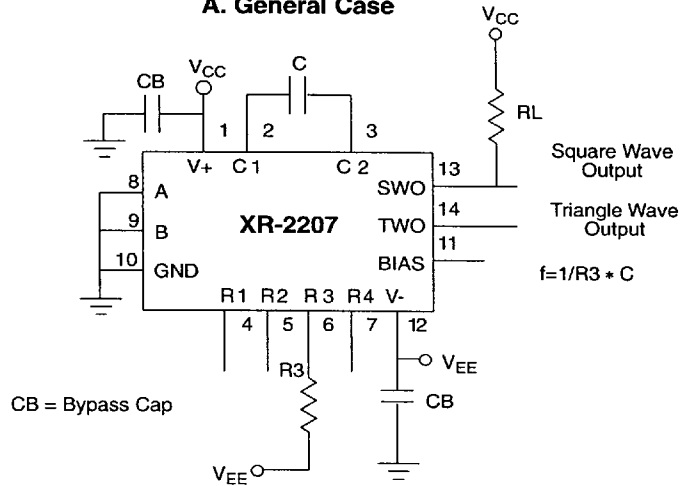 A. General Case
VCC
VCC
CB
C
1
2
3
RL
V+
C1
C2
13
Square Wave
Output
8
A
SWO
14
Triangle Wave
Output
9
B
XR-2207
TWO
11
10
GND
BIAS
f=1/R3 * C
R1
R2
R3
R4
V-
4
5
6
7
12
R3
VEE
CB = Bypass Cap
CB
VEE